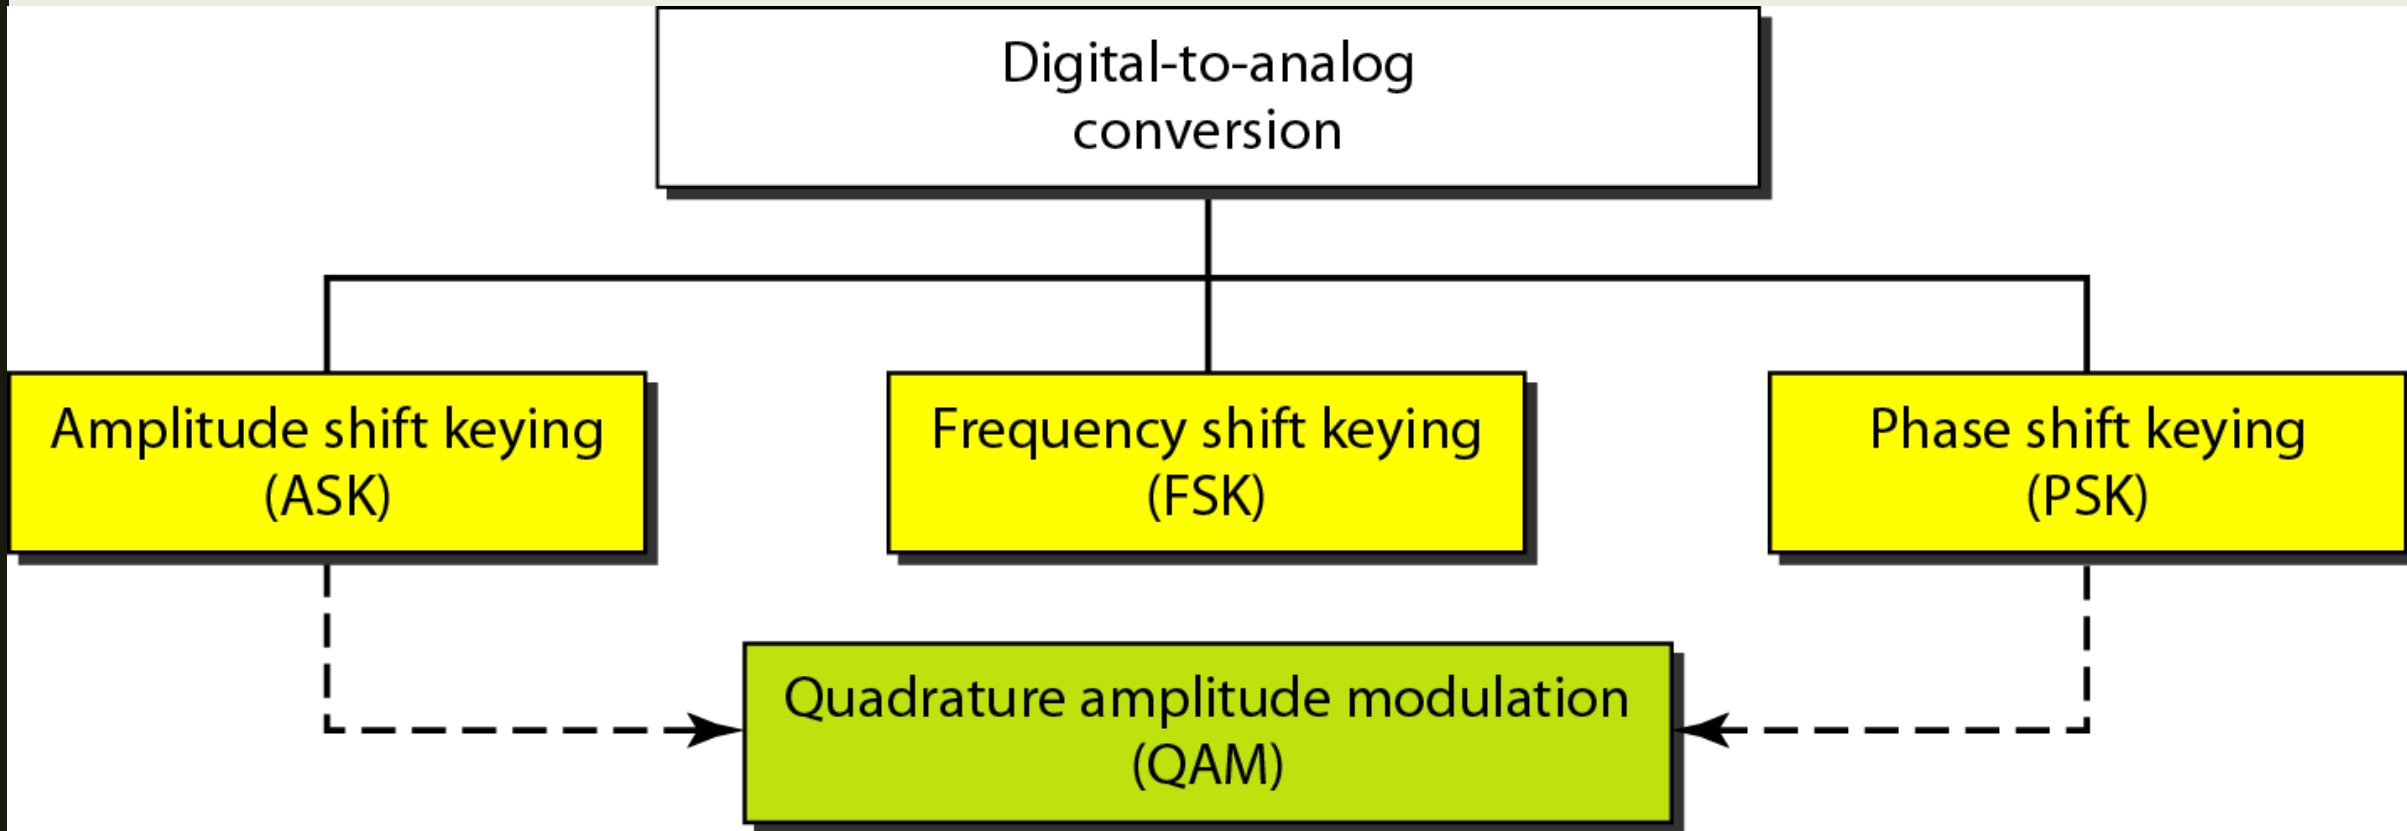 Digital-to-analog
conversion
Amplitude shift keying
(ASK)
Frequency shift keying
(FSK)
Phase shift keying
(PSK)
Quadrature amplitude modulation
(QAM)